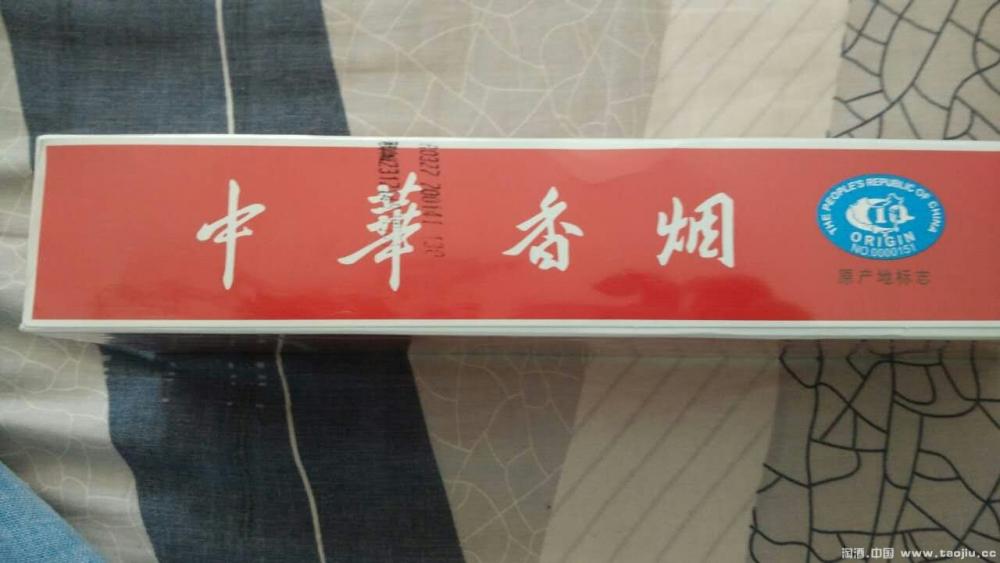 中華香烟
THE PEOPLE'S REPUBLIC OF CHINA
ORIGIN
NO.0000151
原产地标志
淘酒.中国 www.taojiu.cc